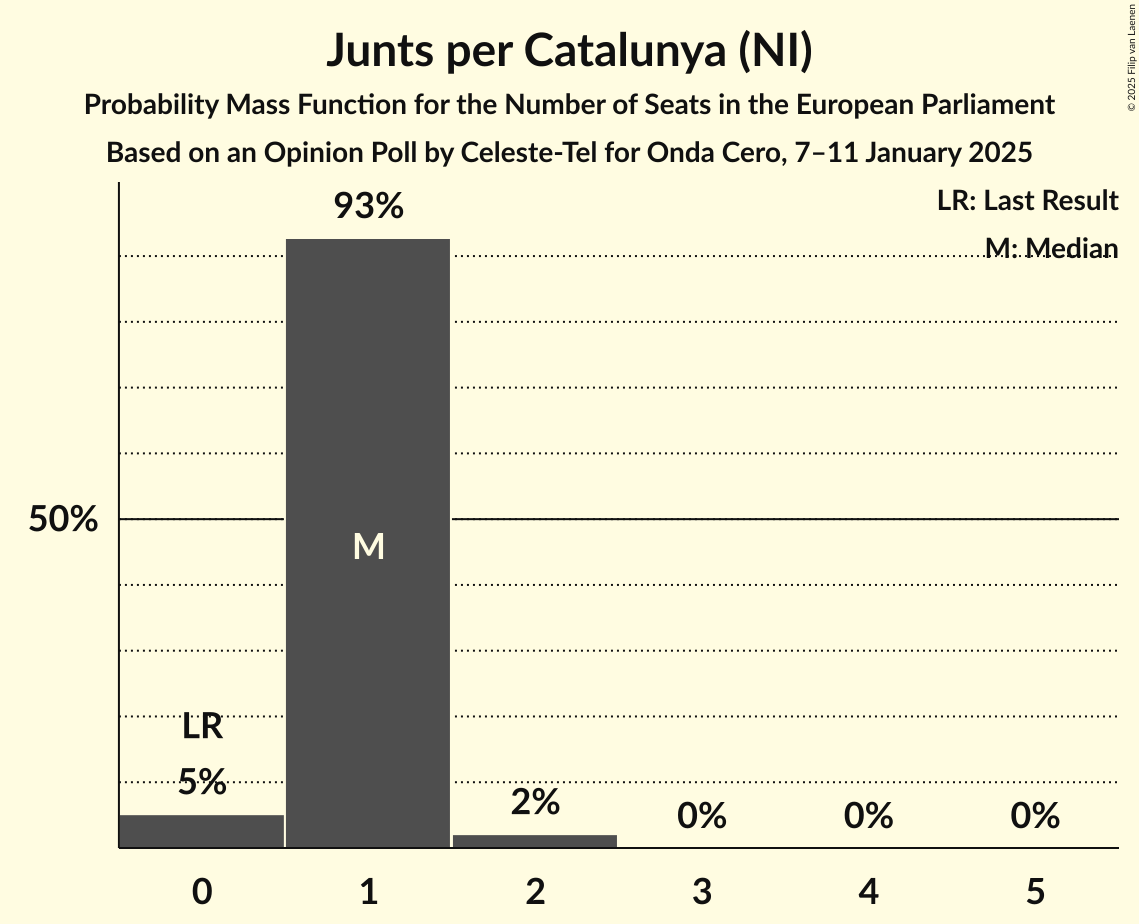 Junts per Catalunya (NI)
Probability Mass Function for the Number of Seats in the European Parliament
Based on an Opinion Poll by Celeste-Tel for Onda Cero, 7–11 January 2025
© 2025 Filip van Laenen
LR: Last Result
M: Median
93%
50%
M
LR
5%
2%
0%
0%
0%
0
1
2
3
4
5